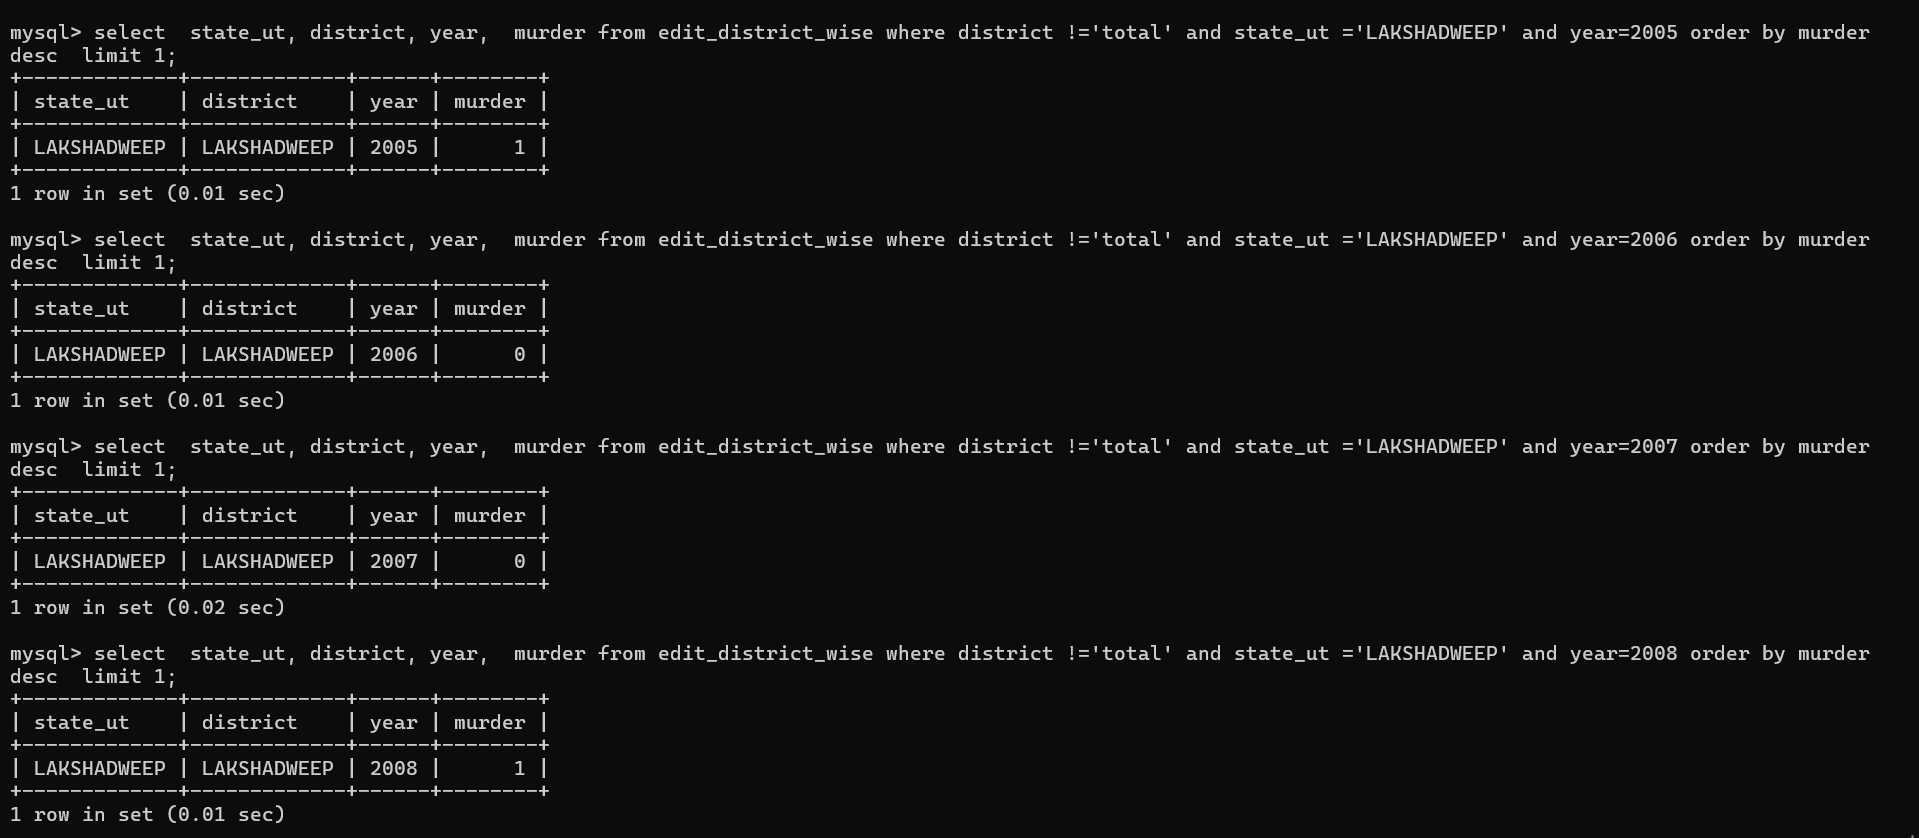 mysql> select  state_ut, district, year,  murder from edit_district_wise where district !='total' and state_ut ='LAKSHADWEEP' and year=2005 order by murder
desc  limit 1;
+-------------+-------------+------+--------+
| state_ut    | district    | year | murder |
+-------------+-------------+------+--------+
| LAKSHADWEEP | LAKSHADWEEP | 2005 |      1 |
+-------------+-------------+------+--------+
1 row in set (0.01 sec)
mysql> select  state_ut, district, year,  murder from edit_district_wise where district !='total' and state_ut ='LAKSHADWEEP' and year=2006 order by murder
desc  limit 1;
+-------------+-------------+------+--------+
| state_ut    | district    | year | murder |
+-------------+-------------+------+--------+
| LAKSHADWEEP | LAKSHADWEEP | 2006 |      0 |
+-------------+-------------+------+--------+
1 row in set (0.01 sec)
mysql> select  state_ut, district, year,  murder from edit_district_wise where district !='total' and state_ut ='LAKSHADWEEP' and year=2007 order by murder
desc  limit 1;
+-------------+-------------+------+--------+
| state_ut    | district    | year | murder |
+-------------+-------------+------+--------+
| LAKSHADWEEP | LAKSHADWEEP | 2007 |      0 |
+-------------+-------------+------+--------+
1 row in set (0.02 sec)
mysql> select  state_ut, district, year,  murder from edit_district_wise where district !='total' and state_ut ='LAKSHADWEEP' and year=2008 order by murder
desc  limit 1;
+-------------+-------------+------+--------+
| state_ut    | district    | year | murder |
+-------------+-------------+------+--------+
| LAKSHADWEEP | LAKSHADWEEP | 2008 |      1 |
+-------------+-------------+------+--------+
1 row in set (0.01 sec)